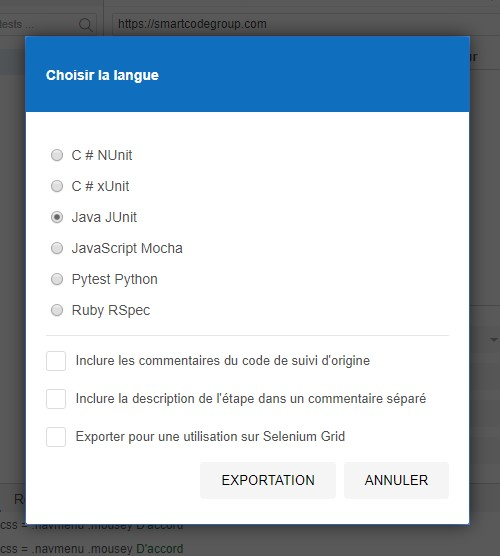 tests ...
https://smartcodegroup.com
Choisir la langue
C # NUnit
C # xUnit
Java JUnit
JavaScript Mocha
Pytest Python
Ruby RSpec
Inclure les commentaires du code de suivi d'origine
Inclure la description de l'étape dans un commentaire séparé
Exporter pour une utilisation sur Selenium Grid
EXPORTATION
ANNULER
css = .navmenu .mousey D'accord
css = .navmenu .mousey D'accord